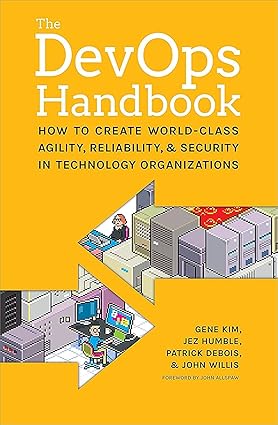 The
DevOps
Handbook
HOW TO CREATE WORLD-CLASS
AGILITY, RELIABILITY, & SECURITY
IN TECHNOLOGY ORGANIZATIONS
GENE KIM,
JEZ HUMBLE,
PATRICK DEBOIS,
& JOHN WILLIS
FOREWORD BY JOHN ALLSPAW